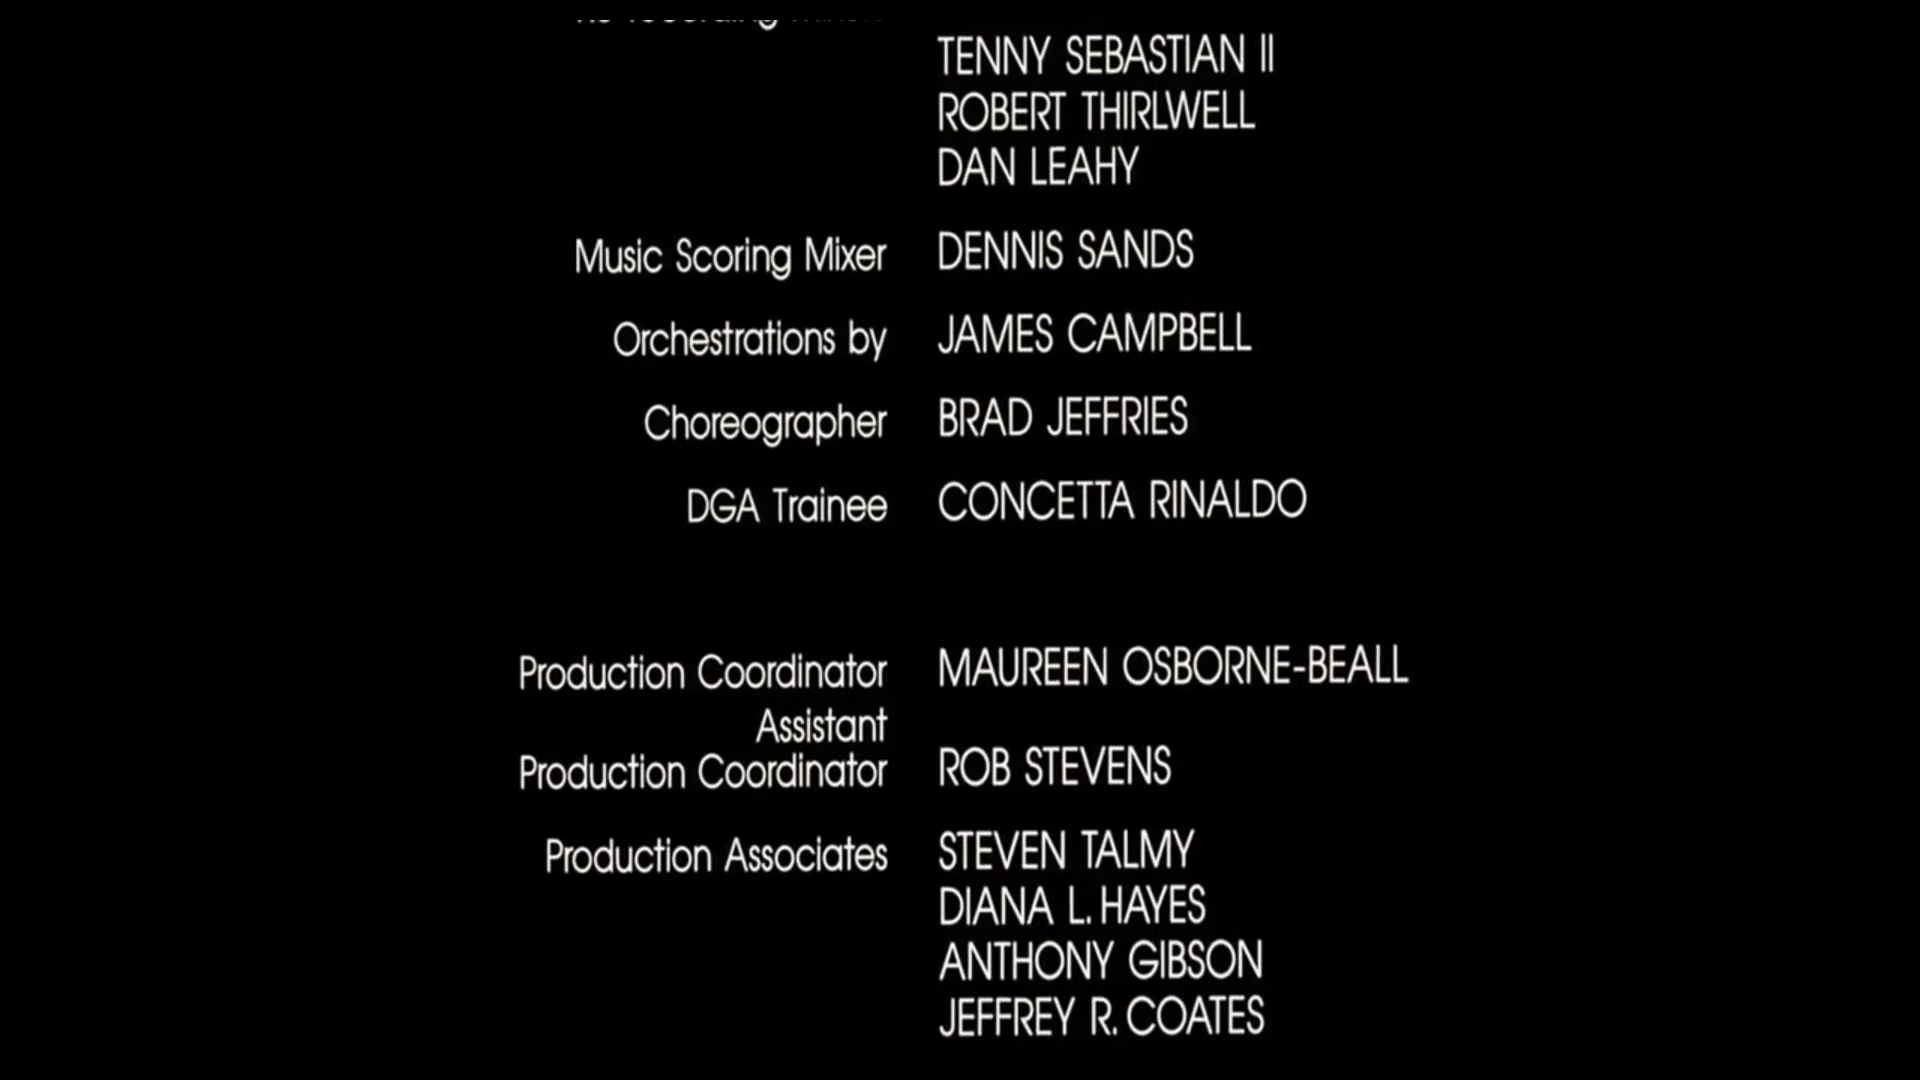 TENNY SEBASTIAN II
ROBERT THIRLWELL
DAN LEAHY
Music Scoring Mixer DENNIS SANDS
Orchestrations by JAMES CAMPBELL
Choreographer BRAD JEFFRIES
DGA Trainee CONCETTA RINALDO
Production Coordinator MAUREEN OSBORNE-BEALL
Assistant
Production Coordinator ROB STEVENS
Production Associates STEVEN TALMY
DIANA L. HAYES
ANTHONY GIBSON
JEFFREY R. COATES